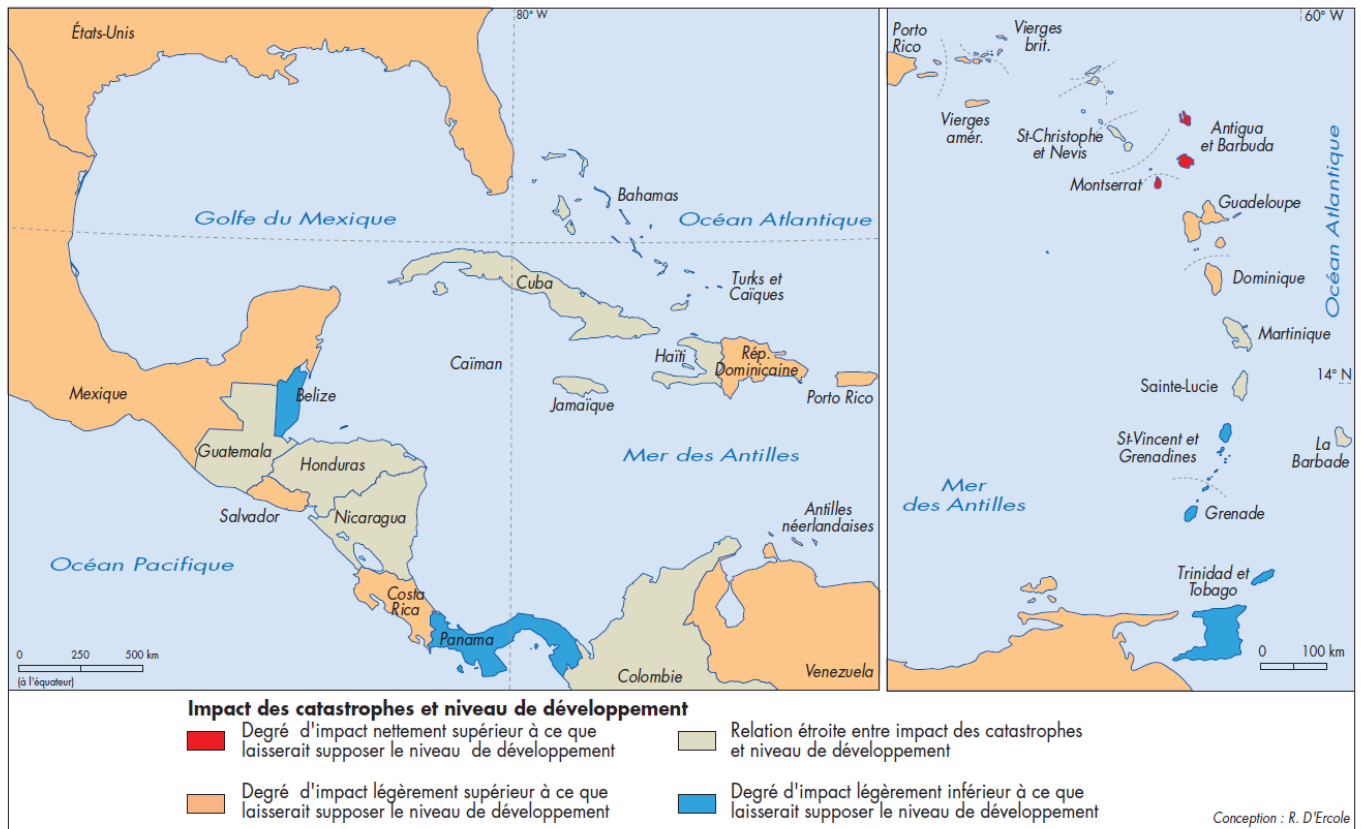 80° W
60° W
États-Unis
Golfe du Mexique
Océan Atlantique
Bahamas
Cuba
Turks et
Caïques
Caïman
Haïti
Rép.
Dominicaine
Jamaïque
Porto Rico
Mexique
Belize
Guatemala
Honduras
Mer des Antilles
Salvador
Nicaragua
Antilles
néerlandaises
Océan Pacifique
Costa
Rica
Panama
Colombie
Venezuela
0 250 500 km
(à l'équateur)
Porto
Rico
Vierges
brit.
Vierges
amér.
St-Christophe
et Nevis
Antigua
et Barbuda
Montserrat
Guadeloupe
Océan Atlantique
Dominique
Martinique
14° N
Sainte-Lucie
St-Vincent et
Grenadines
La
Barbade
Mer
des Antilles
Grenade
Trinidad et
Tobago
0 100 km
Impact des catastrophes et niveau de développement
Degré d'impact nettement supérieur à ce que
laisserait supposer le niveau de développement
Relation étroite entre impact des catastrophes
et niveau de développement
Degré d'impact légèrement supérieur à ce que
laisserait supposer le niveau de développement
Degré d'impact légèrement inférieur à ce que
laisserait supposer le niveau de développement
Conception : R. D'Ercole